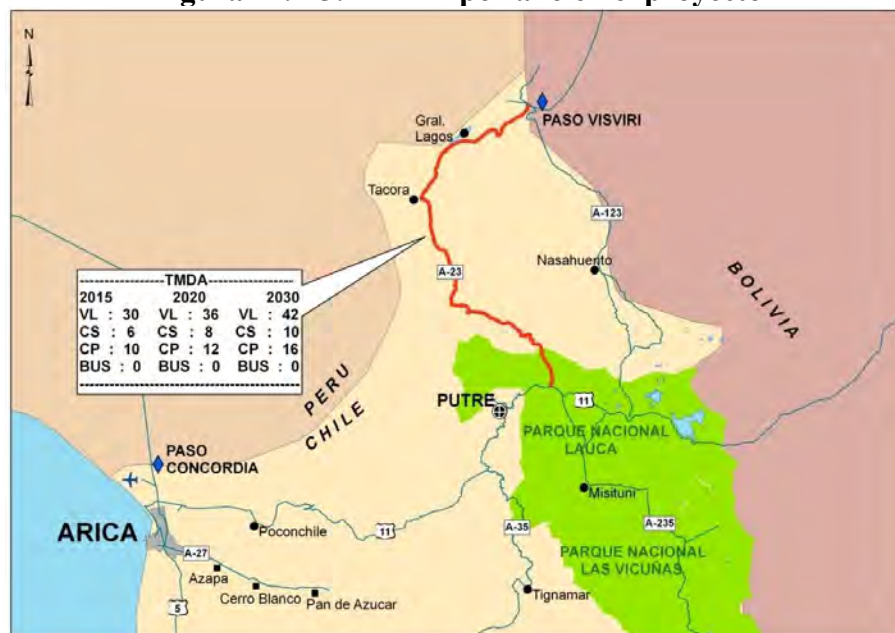 N
PASO VISVIRI
Gral.
Lagos
Tacora
A-123
A-23
Nasahuento
BOLIVIA
TMDA
2015 2020 2030
VL : 30 VL : 36 VL : 42
CS : 6 CS : 8 CS : 10
CP : 10 CP : 12 CP : 16
BUS : 0 BUS : 0 BUS : 0
PERU
CHILE
PUTRE
11
PARQUE NACIONAL
LAUCA
PASO
CONCORDIA
Misituni
ARICA
Poconchile
11
A-35
A-235
A-27
PARQUE NACIONAL
LAS VICUÑAS
Azapa
Cerro Blanco
Pan de Azucar
Tignamar
5